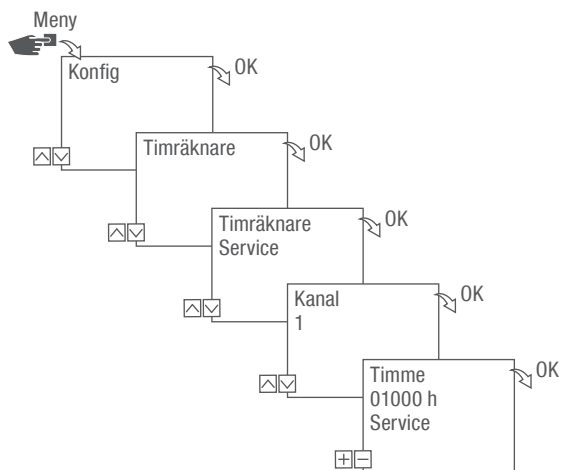 Meny
Konfig
OK
Timräknare
OK
Timräknare
Service
OK
Kanal
1
OK
Timme
01000 h
Service
OK
+ −